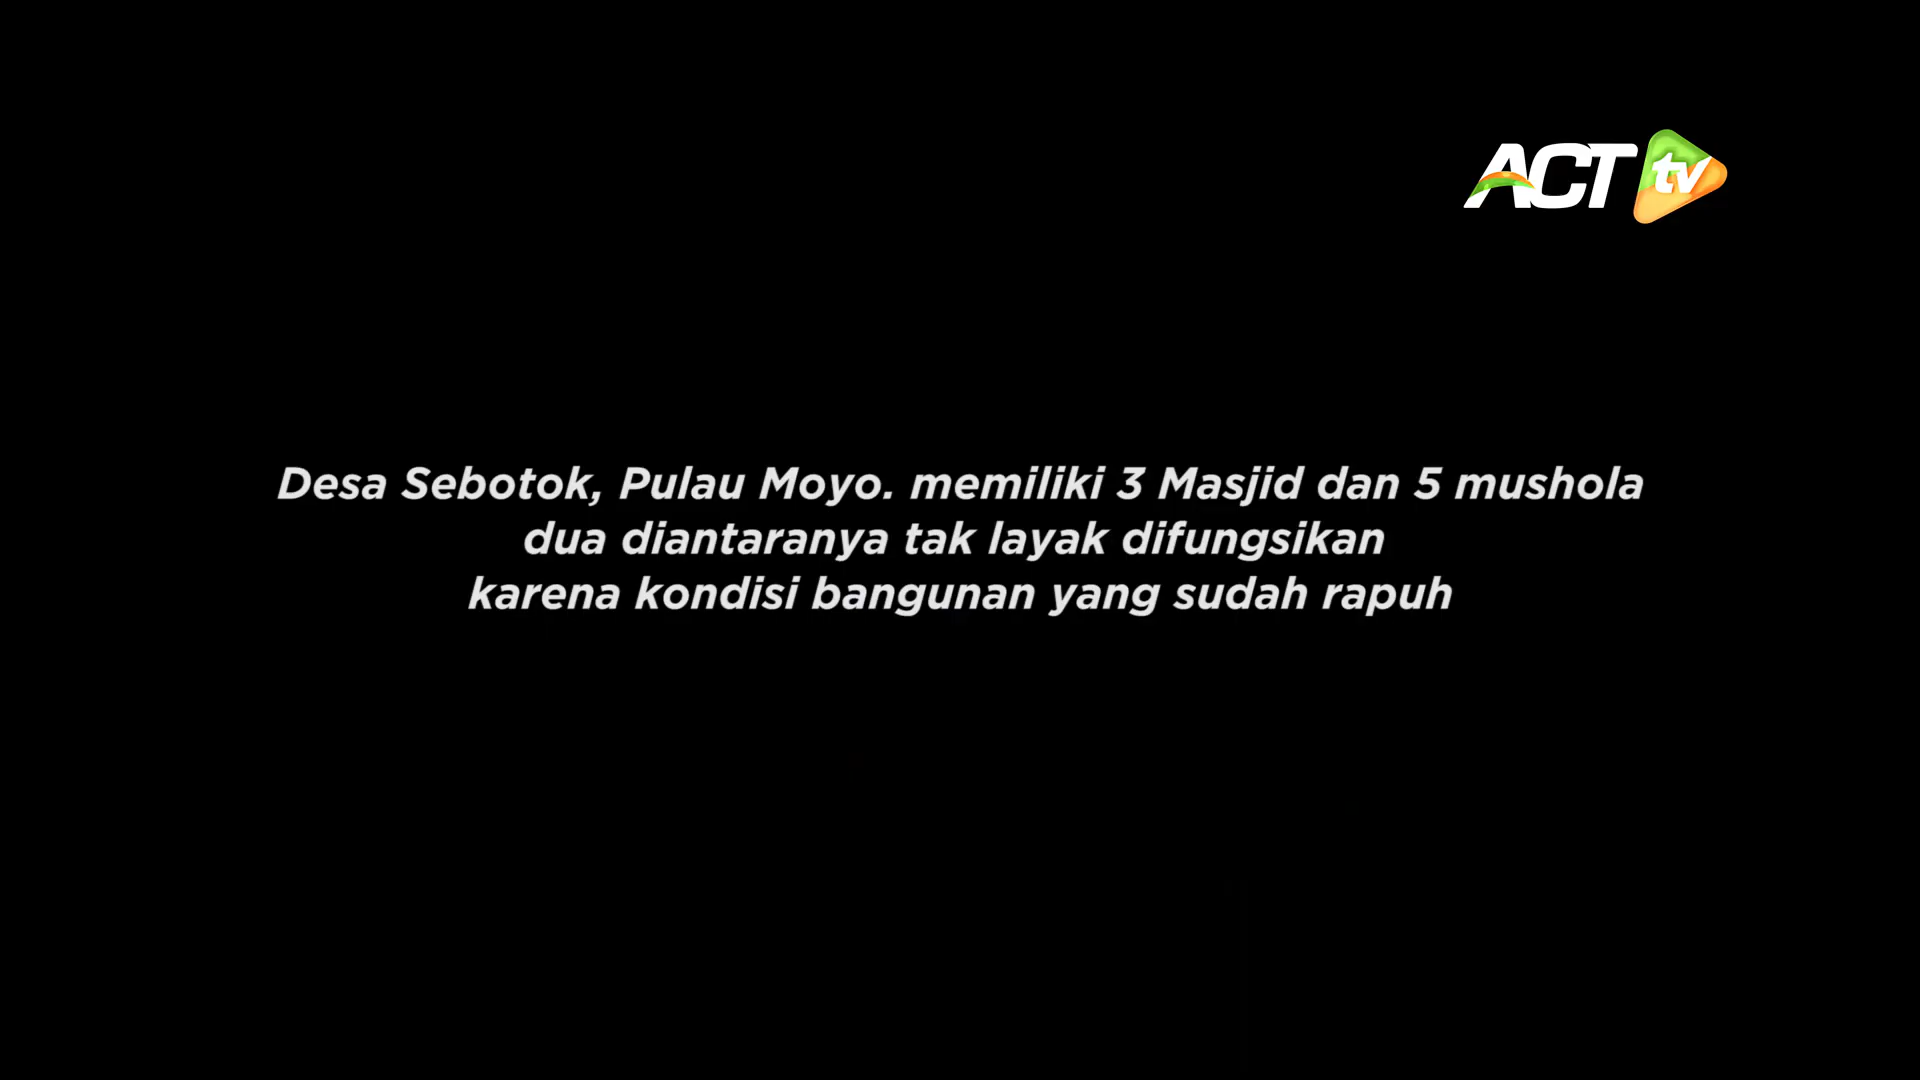 ACT tv
Desa Sebotok, Pulau Moyo. memiliki 3 Masjid dan 5 mushola
dua diantaranya tak layak difungsikan
karena kondisi bangunan yang sudah rapuh